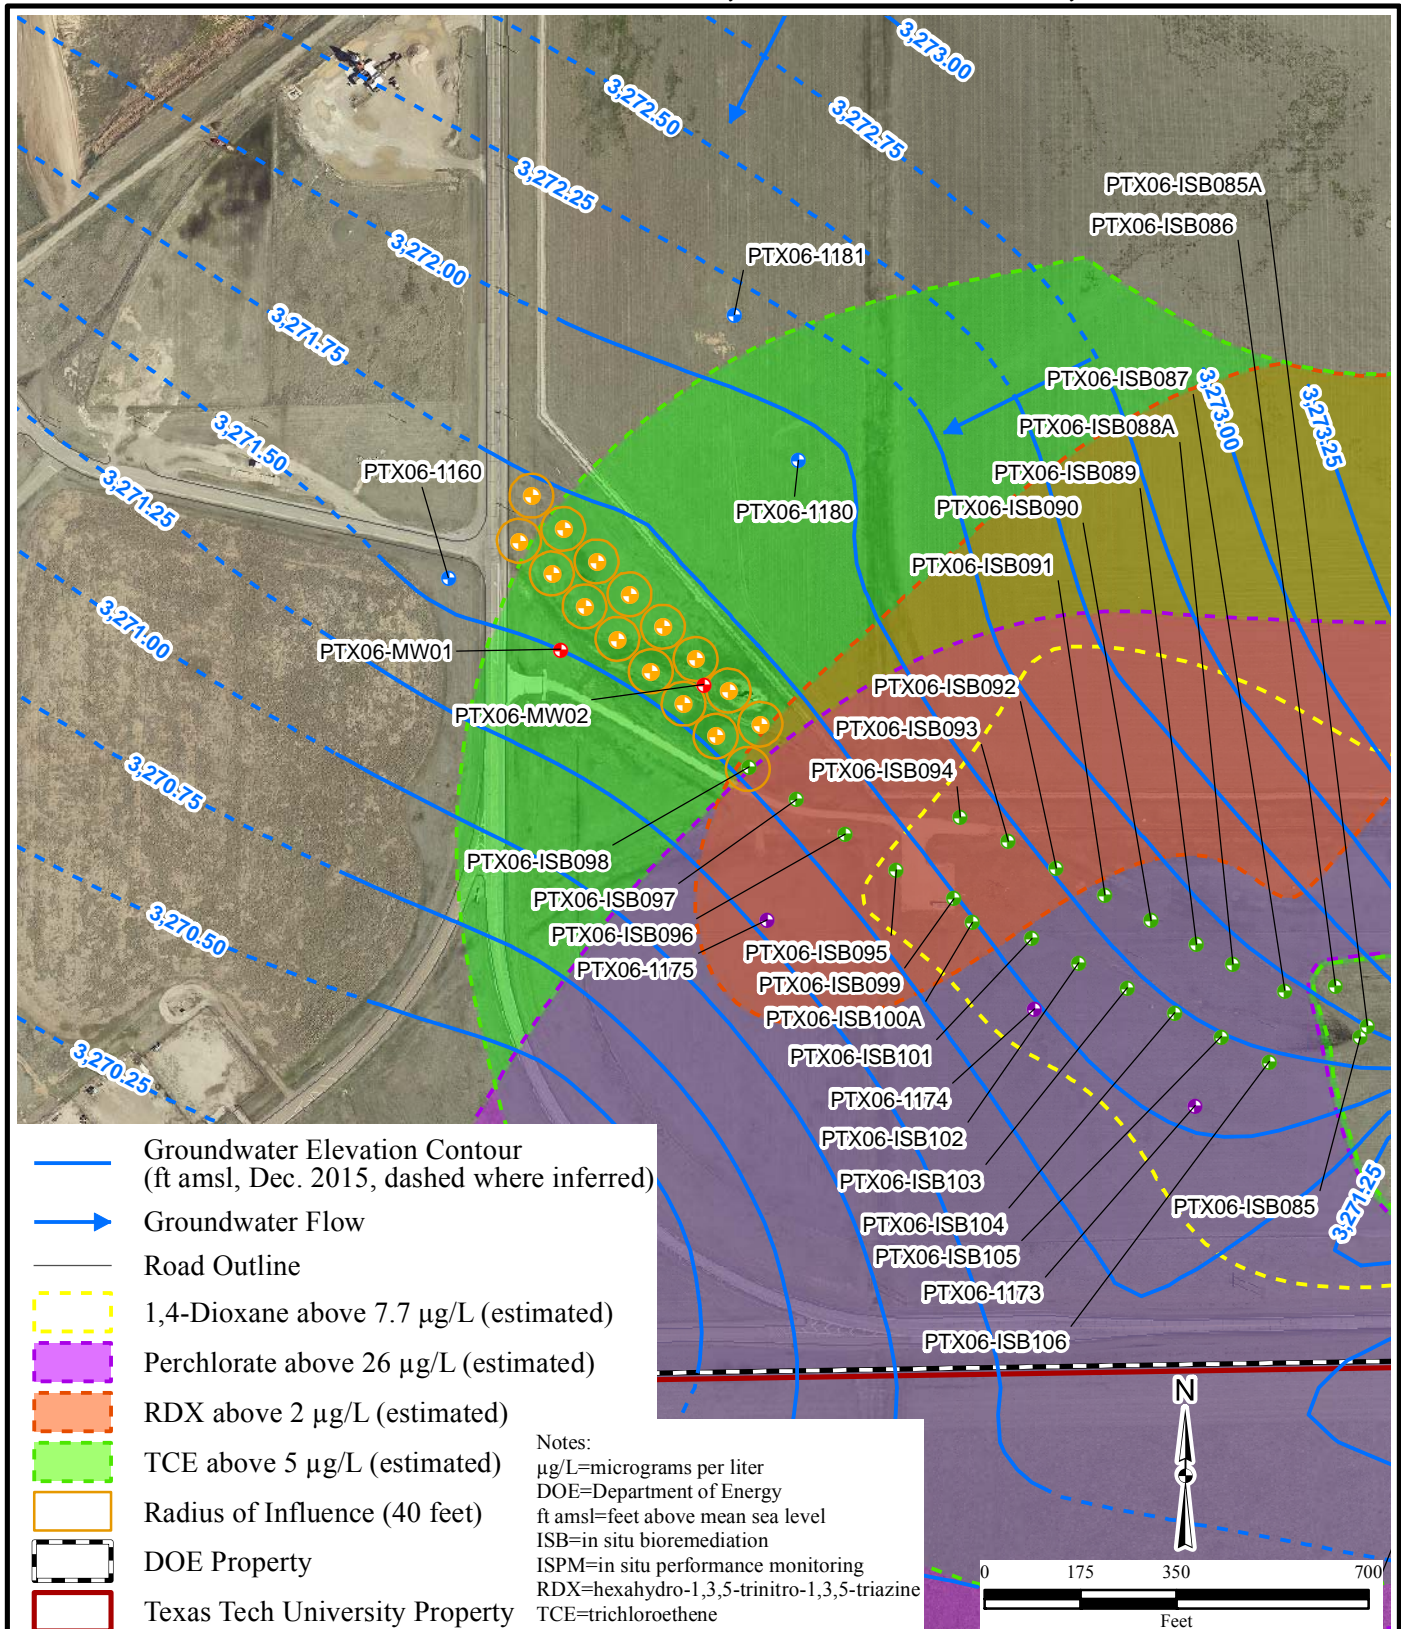 3,273.00
3,272.75
3,272.50
3,272.25
3,272.00
3,271.75
3,271.50
3,271.25
3,271.00
3,270.75
3,270.50
3,270.25
3,273.00
3,273.25
3,271.25
PTX06-ISB085A
PTX06-ISB086
PTX06-1181
PTX06-ISB087
PTX06-ISB088A
PTX06-1160
PTX06-ISB089
PTX06-1180
PTX06-ISB090
PTX06-ISB091
PTX06-MW01
PTX06-ISB092
PTX06-MW02
PTX06-ISB093
PTX06-ISB094
PTX06-ISB098
PTX06-ISB097
PTX06-ISB096
PTX06-1175
PTX06-ISB095
PTX06-ISB099
PTX06-ISB100A
PTX06-ISB101
PTX06-1174
PTX06-ISB102
PTX06-ISB103
PTX06-ISB085
PTX06-ISB104
PTX06-ISB105
PTX06-1173
PTX06-ISB106
Groundwater Elevation Contour
(ft amsl, Dec. 2015, dashed where inferred)
Groundwater Flow
Road Outline
1,4-Dioxane above 7.7 µg/L (estimated)
Perchlorate above 26 µg/L (estimated)
RDX above 2 µg/L (estimated)
TCE above 5 µg/L (estimated)
Radius of Influence (40 feet)
DOE Property
Texas Tech University Property
Notes:
µg/L=micrograms per liter
DOE=Department of Energy
ft amsl=feet above mean sea level
ISB=in situ bioremediation
ISPM=in situ performance monitoring
RDX=hexahydro-1,3,5-trinitro-1,3,5-triazine
TCE=trichloroethene
N
0 175 350 700
Feet